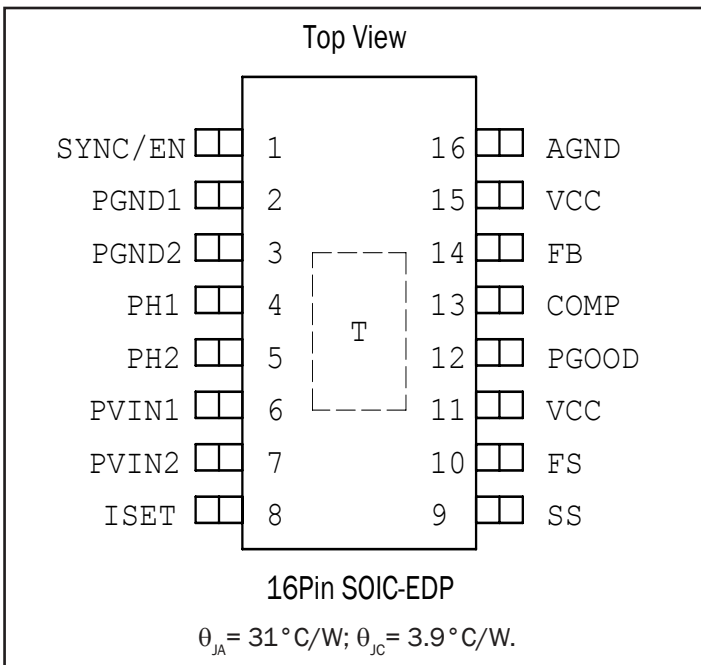 Top View
SYNC/EN 1 16 AGND
PGND1 2 15 VCC
PGND2 3 14 FB
PH1 4 13 COMP
T
PH2 5 12 PGOOD
PVIN1 6 11 VCC
PVIN2 7 10 FS
ISET 8 9 SS
16Pin SOIC-EDP
θJA= 31°C/W; θJC= 3.9°C/W.